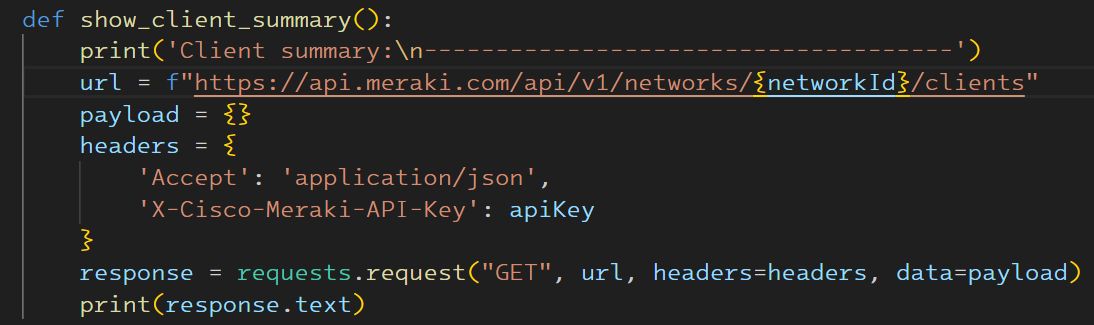 def show_client_summary():
    print('Client summary:\n-------------------------------------')
    url = f"https://api.meraki.com/api/v1/networks/{networkId}/clients"
    payload = {}
    headers = {
        'Accept': 'application/json',
        'X-Cisco-Meraki-API-Key': apiKey
    }
    response = requests.request("GET", url, headers=headers, data=payload)
    print(response.text)